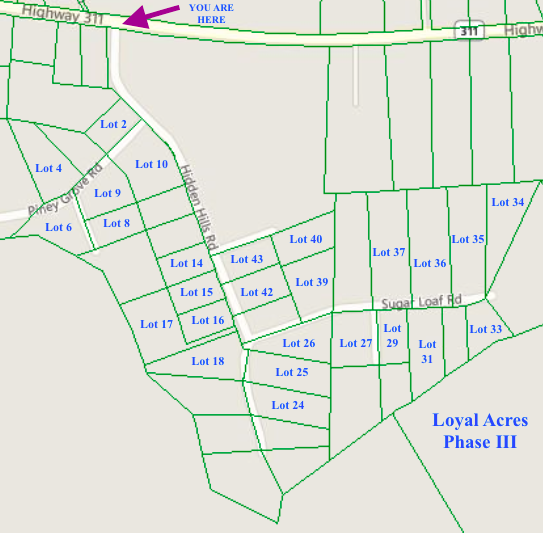 YOU ARE
HERE
Highway 311
311
Highw
Lot 2
Lot 4
Lot 10
Hidden Hills Rd
Piney Grove Rd
Lot 9
Lot 8
Lot 6
Lot 34
Lot 40
Lot 37
Lot 35
Lot 43
Lot 36
Lot 14
Lot 39
Lot 15
Lot 42
Sugar Loaf Rd
Lot 17
Lot 16
Lot 26
Lot 27
Lot
29
Lot
31
Lot 33
Lot 18
Lot 25
Lot 24
Loyal Acres
Phase III